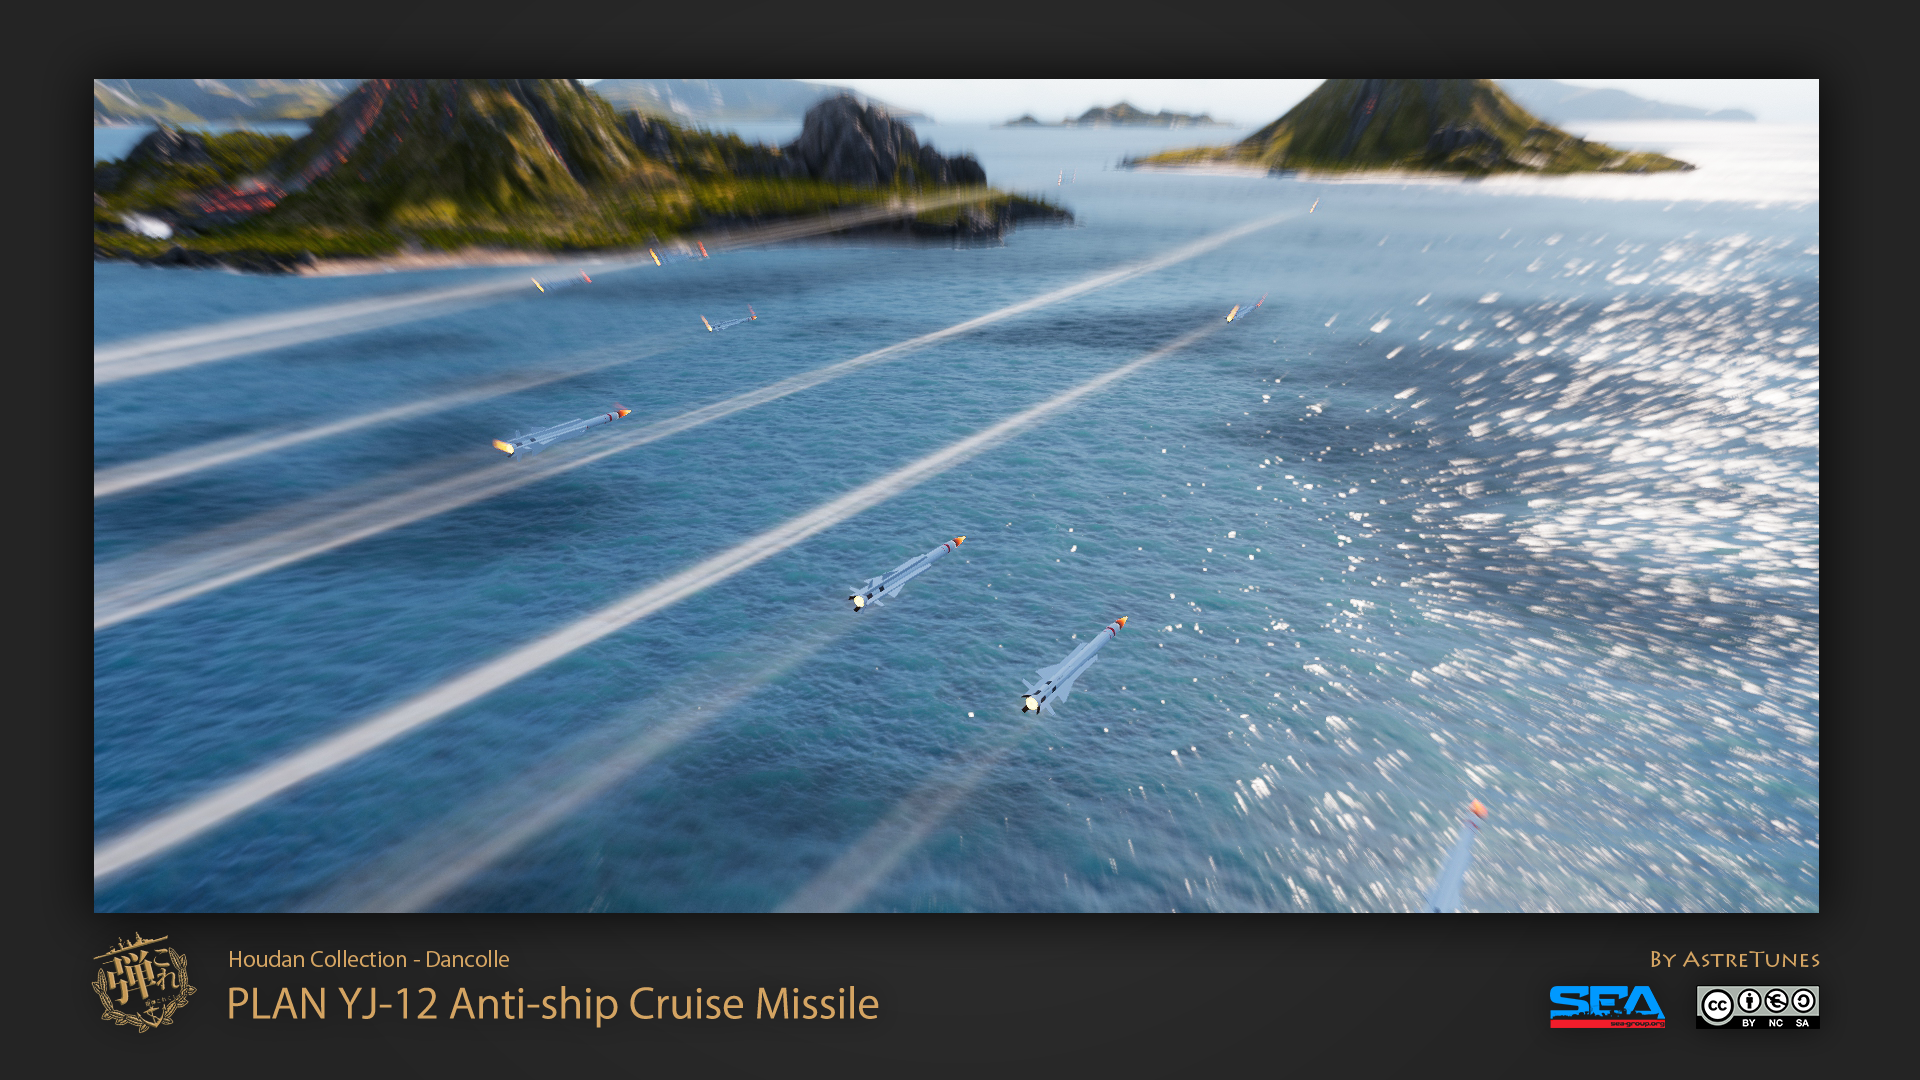 弾これ
Houdan Collection - Dancolle
PLAN YJ-12 Anti-ship Cruise Missile
By AstreTunes
SEA
sea-group.org
cc
BY NC SA